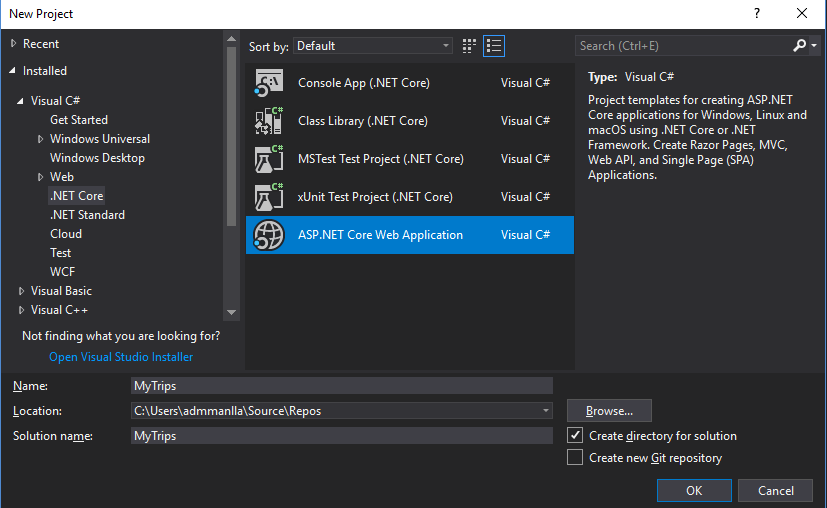 New Project
?
Recent
Installed
Visual C#
Get Started
Windows Universal
Windows Desktop
Web
.NET Core
.NET Standard
Cloud
Test
WCF
Visual Basic
Visual C++
Not finding what you are looking for?
Open Visual Studio Installer
Sort by: Default
Console App (.NET Core) Visual C#
Class Library (.NET Core) Visual C#
MSTest Test Project (.NET Core) Visual C#
xUnit Test Project (.NET Core) Visual C#
ASP.NET Core Web Application Visual C#
Search (Ctrl+E)
Type: Visual C#
Project templates for creating ASP.NET
Core applications for Windows, Linux and
macOS using .NET Core or .NET
Framework. Create Razor Pages, MVC,
Web API, and Single Page (SPA)
Applications.
Name: MyTrips
Location: C:\Users\admmanlla\Source\Repos
Browse...
Solution name: MyTrips
Create directory for solution
Create new Git repository
OK Cancel